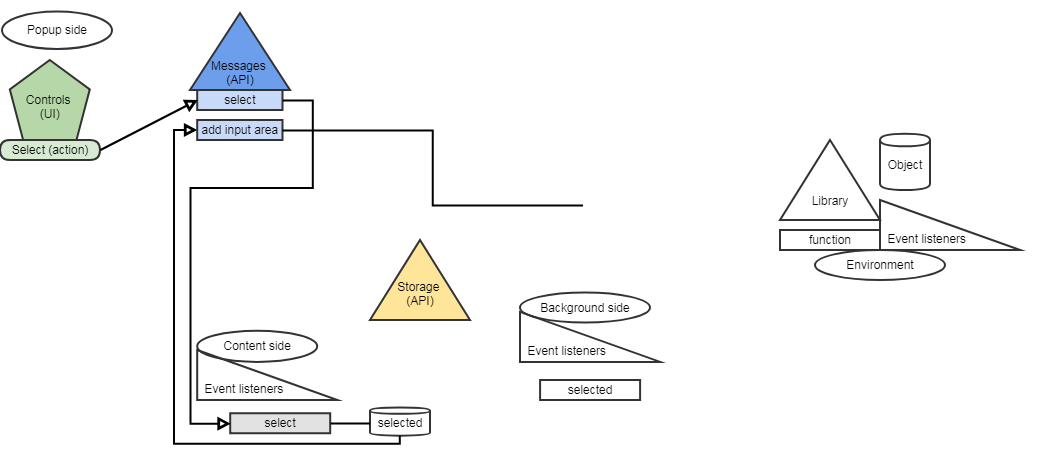 Popup side
Controls
(UI)
Select (action)
Messages
(API)
select
add input area
Storage
(API)
Content side
Event listeners
select
selected
Background side
Event listeners
selected
Object
Library
function
Event listeners
Environment